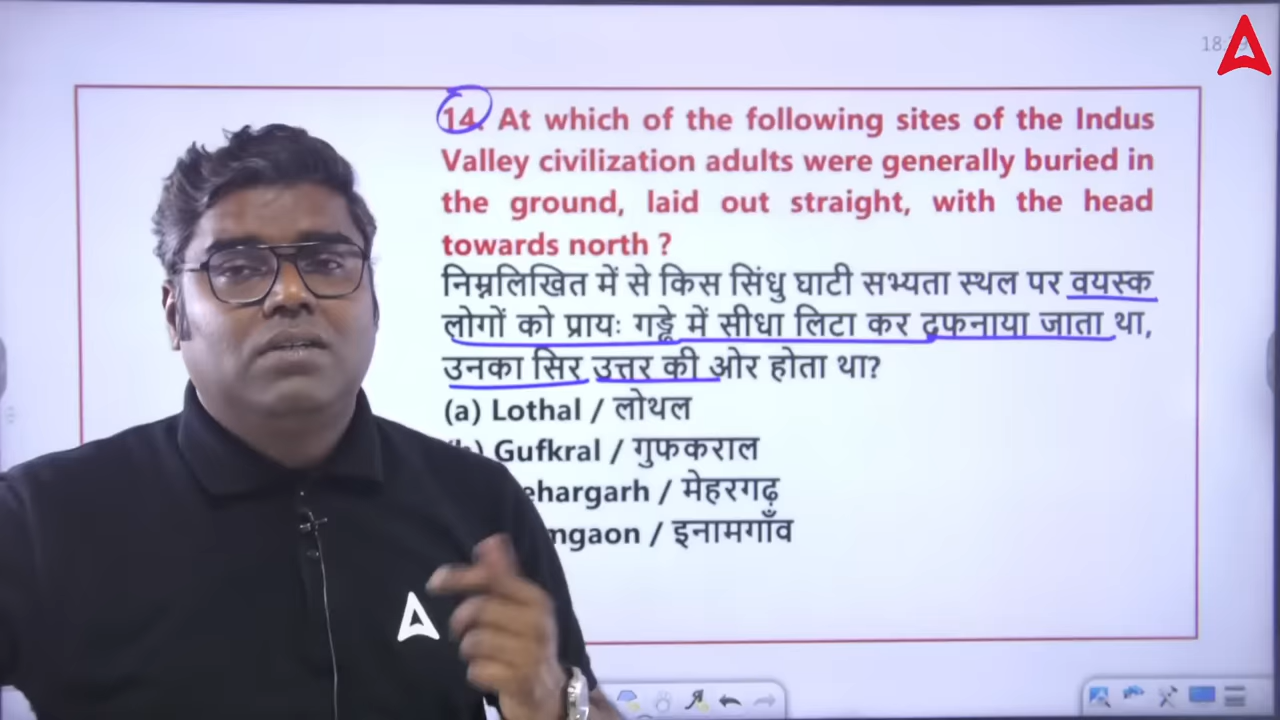 14. At which of the following sites of the Indus
Valley civilization adults were generally buried in
the ground, laid out straight, with the head
towards north ?
निम्नलिखित में से किस सिंधु घाटी सभ्यता स्थल पर वयस्क
लोगों को प्रायः गड्ढे में सीधा लिटा कर दफनाया जाता था,
उनका सिर उत्तर की ओर होता था?
(a) Lothal / लोथल
Gufkral / गुफकराल
/ मेहरगढ़
/ इनामगाँव